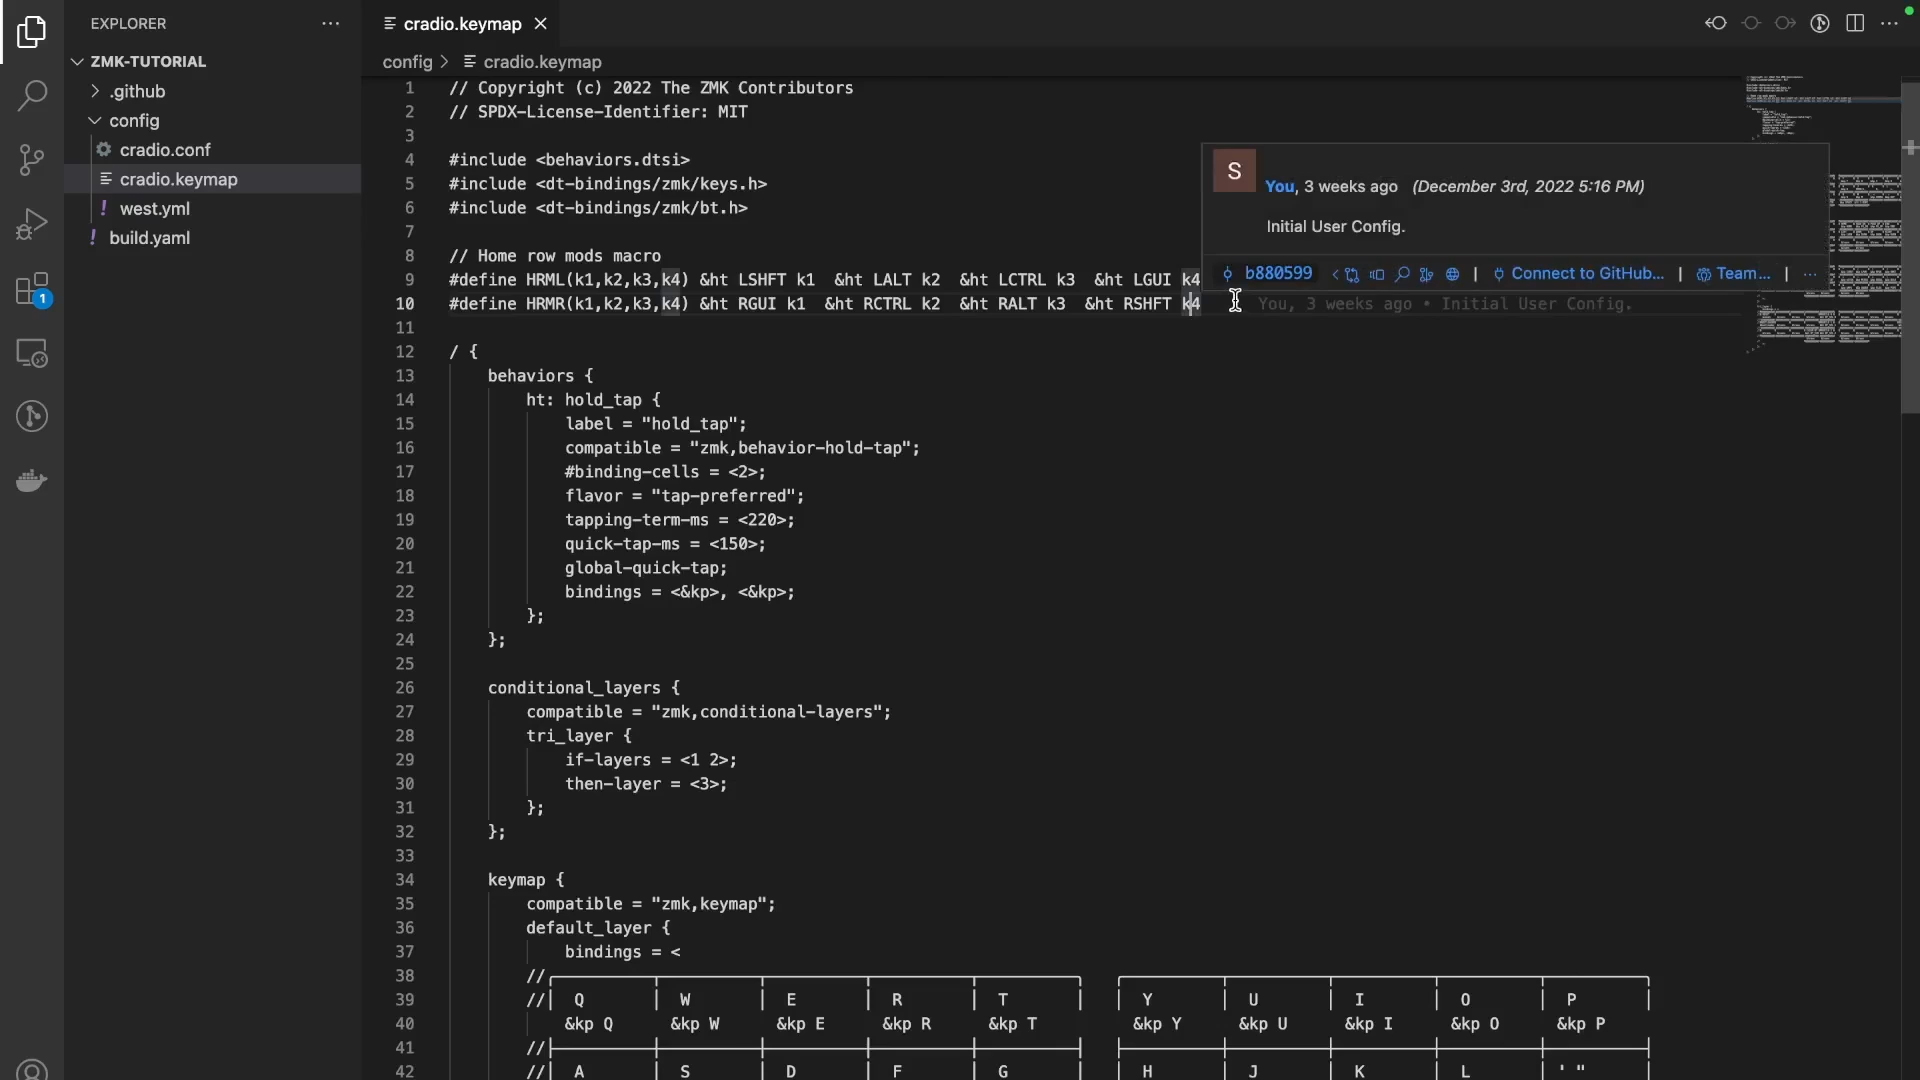 EXPLORER
ZMK-TUTORIAL
.github
config
cradio.conf
cradio.keymap
west.yml
build.yaml
1
cradio.keymap
config > cradio.keymap
1 // Copyright (c) 2022 The ZMK Contributors
2 // SPDX-License-Identifier: MIT
3
4 #include <behaviors.dtsi>
5 #include <dt-bindings/zmk/keys.h>
6 #include <dt-bindings/zmk/bt.h>
7
8 // Home row mods macro
9 #define HRML(k1,k2,k3,k4) &ht LSHFT k1  &ht LALT k2  &ht LCTRL k3  &ht LGUI k4
10 #define HRMR(k1,k2,k3,k4) &ht RGUI k1  &ht RCTRL k2  &ht RALT k3  &ht RSHFT k4 You, 3 weeks ago • Initial User Config.
11
12 / {
13 behaviors {
14 ht: hold_tap {
15 label = "hold_tap";
16 compatible = "zmk,behavior-hold-tap";
17 #binding-cells = <2>;
18 flavor = "tap-preferred";
19 tapping-term-ms = <220>;
20 quick-tap-ms = <150>;
21 global-quick-tap;
22 bindings = <&kp>, <&kp>;
23 };
24 };
25
26 conditional_layers {
27 compatible = "zmk,conditional-layers";
28 tri_layer {
29 if-layers = <1 2>;
30 then-layer = <3>;
31 };
32 };
33
34 keymap {
35 compatible = "zmk,keymap";
36 default_layer {
37 bindings = <
38 //
39 //| Q | W | E | R | T | | Y | U | I | O | P |
40 &kp Q &kp W &kp E &kp R &kp T &kp Y &kp U &kp I &kp O &kp P
41 //
42 //| A | S | D | F | G | | H | J | K | L | ' " |
S
You, 3 weeks ago (December 3rd, 2022 5:16 PM)
Initial User Config.
b880599 | Connect to GitHub... | Team... | ...